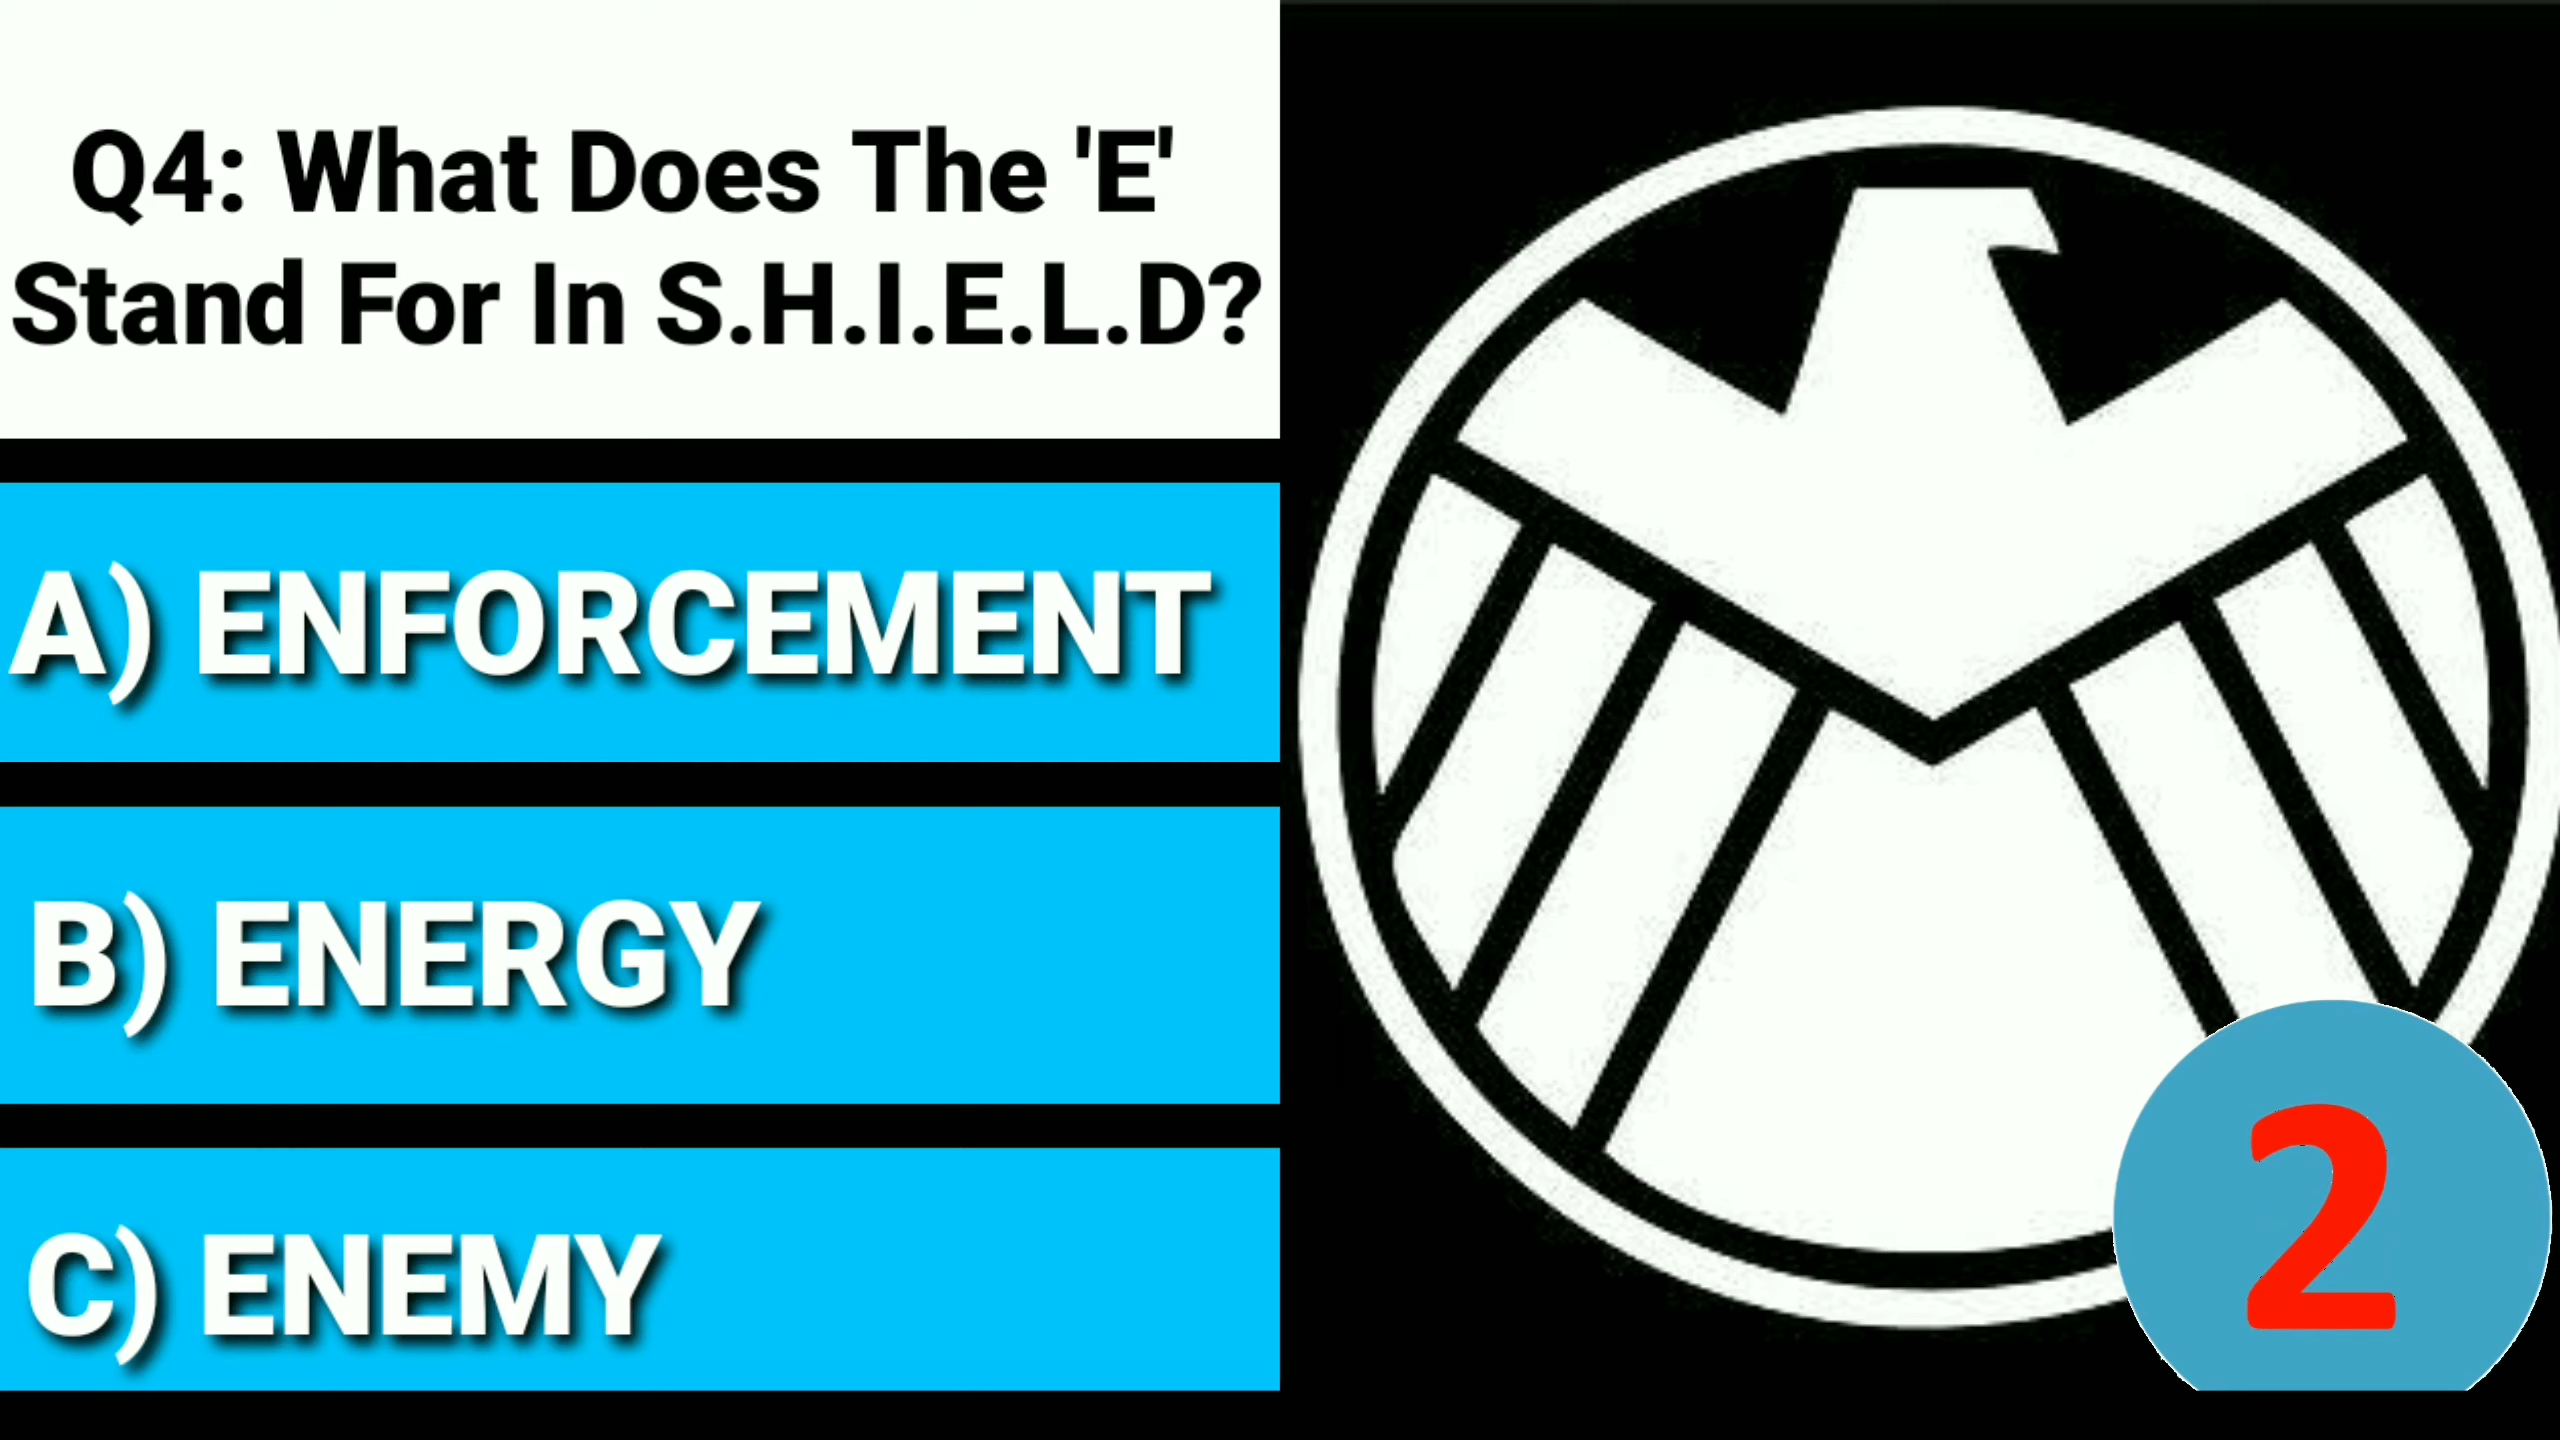 Q4: What Does The 'E'
Stand For In S.H.I.E.L.D?
A) ENFORCEMENT
B) ENERGY
C) ENEMY
2